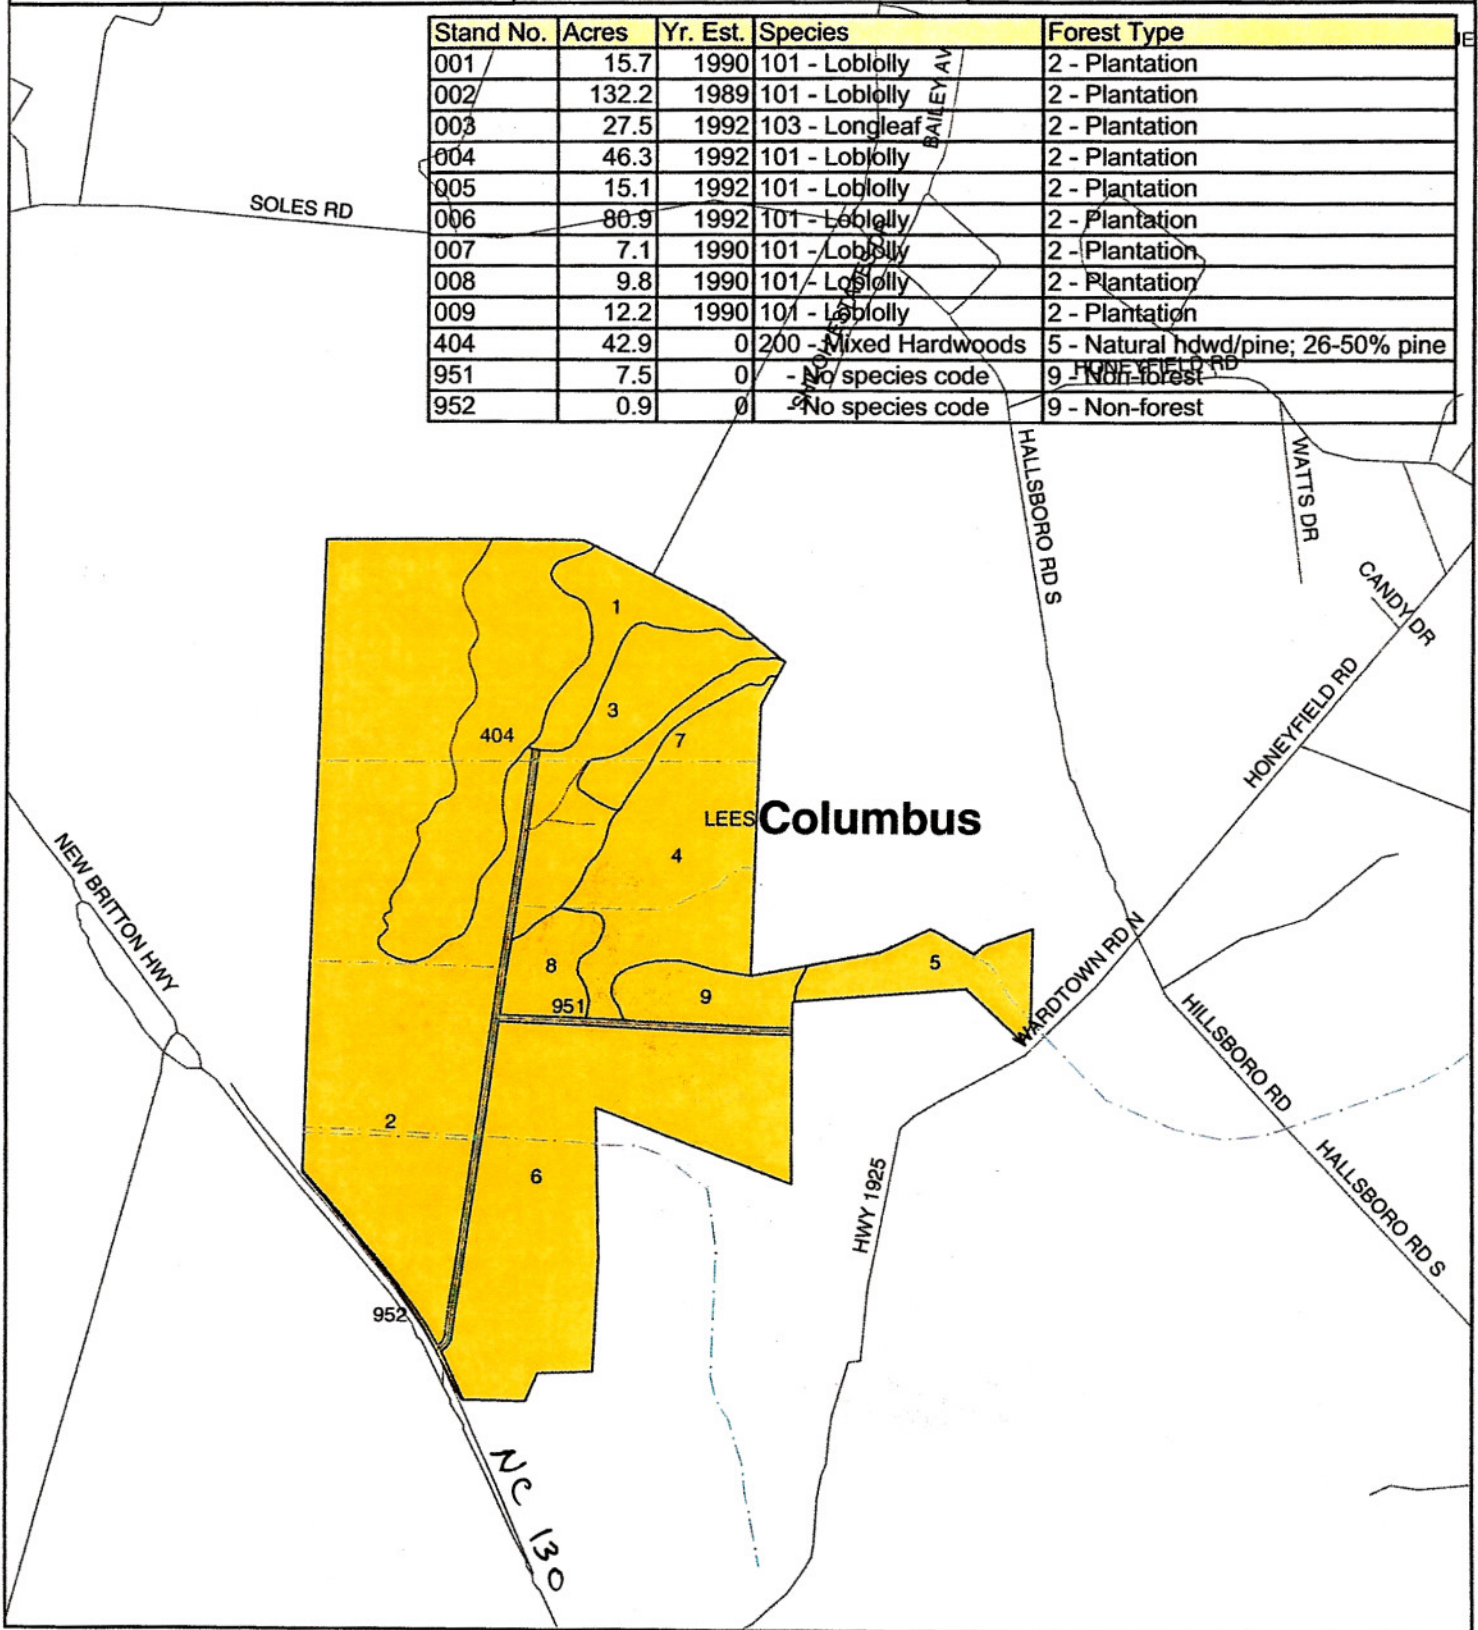 Stand No. Acres Yr. Est. Species Forest Type
001 15.7 1990 101 - Loblolly 2 - Plantation
002 132.2 1989 101 - Loblolly 2 - Plantation
003 27.5 1992 103 - Longleaf 2 - Plantation
004 46.3 1992 101 - Loblolly 2 - Plantation
005 15.1 1992 101 - Loblolly 2 - Plantation
006 80.9 1992 101 - Loblolly 2 - Plantation
007 7.1 1990 101 - Loblolly 2 - Plantation
008 9.8 1990 101 - Loblolly 2 - Plantation
009 12.2 1990 101 - Loblolly 2 - Plantation
404 42.9 0 200 - Mixed Hardwoods 5 - Natural hdwd/pine; 26-50% pine
951 7.5 0 - No species code 9 - Non-forest
952 0.9 0 - No species code 9 - Non-forest
BAILEY AV
SOLES RD
HONEYFIELD RD
HALLSBORO RD S
WATTS DR
CANDY DR
HONEYFIELD RD
1
3
404
7
LEES
Columbus
4
NEW BRITTON HWY
8
5
951
9
WARDTOWN RD N
HILLSBORO RD
2
6
HWY 1925
HALLSBORO RD S
952
NC 130